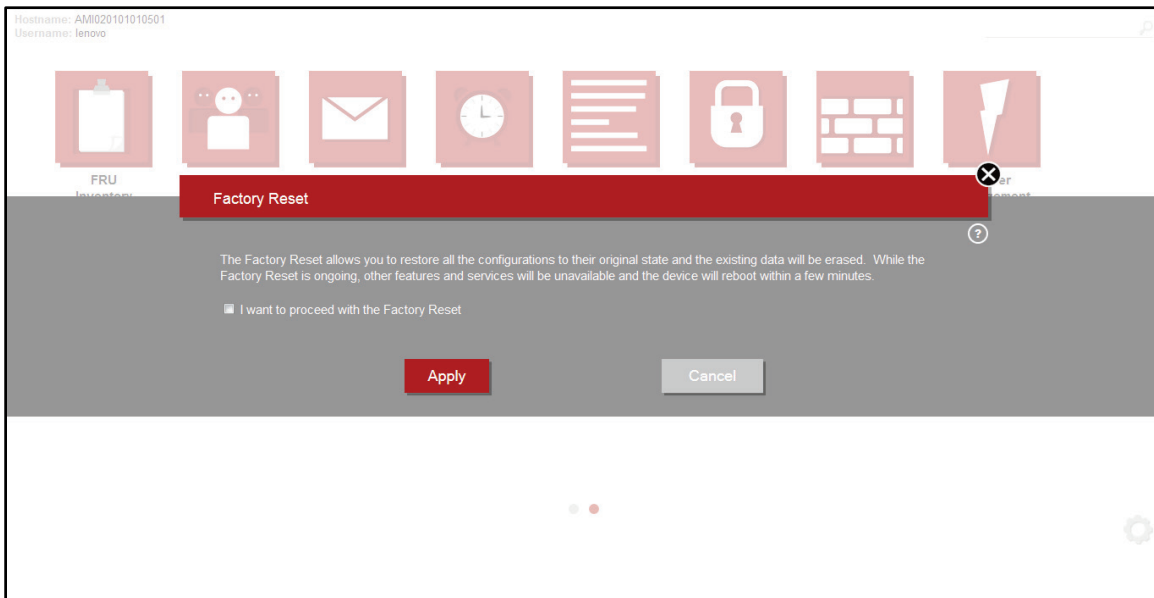 Hostname: AMI020101010501
Username: lenovo
FRU
Inventory
er
ement
Factory Reset
?
The Factory Reset allows you to restore all the configurations to their original state and the existing data will be erased. While the
Factory Reset is ongoing, other features and services will be unavailable and the device will reboot within a few minutes.
I want to proceed with the Factory Reset
Apply
Cancel